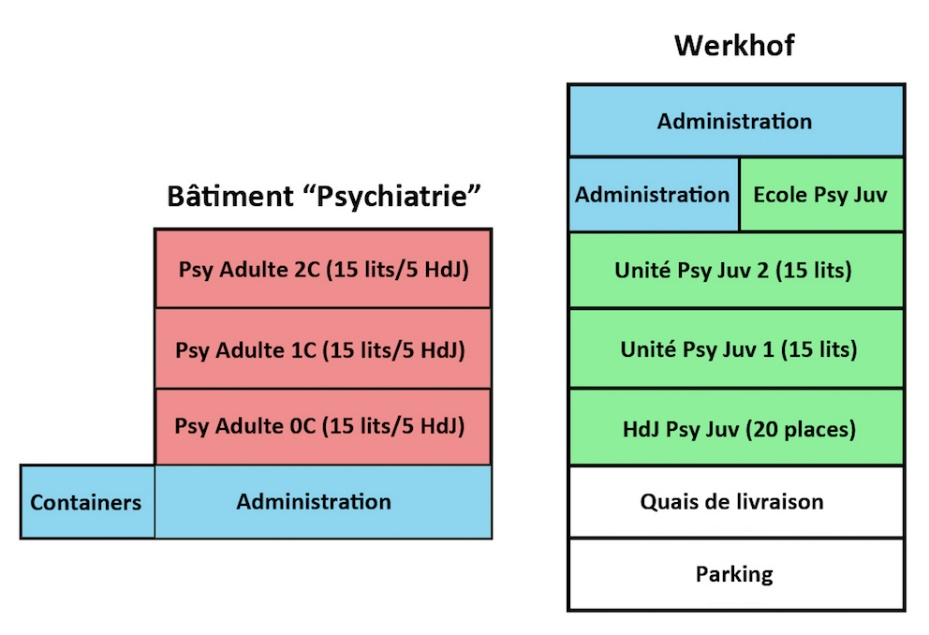 Werkhof
Administration
Administration
Ecole Psy Juv
Unité Psy Juv 2 (15 lits)
Unité Psy Juv 1 (15 lits)
HdJ Psy Juv (20 places)
Quais de livraison
Parking
Bâtiment “Psychiatrie”
Psy Adulte 2C (15 lits/5 HdJ)
Psy Adulte 1C (15 lits/5 HdJ)
Psy Adulte 0C (15 lits/5 HdJ)
Containers
Administration